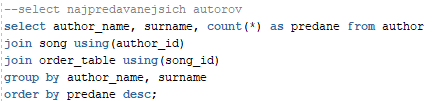 --select najpredavanejsich autorov
select author_name, surname, count(*) as predane from author
join song using(author_id)
join order_table using(song_id)
group by author_name, surname
order by predane desc;